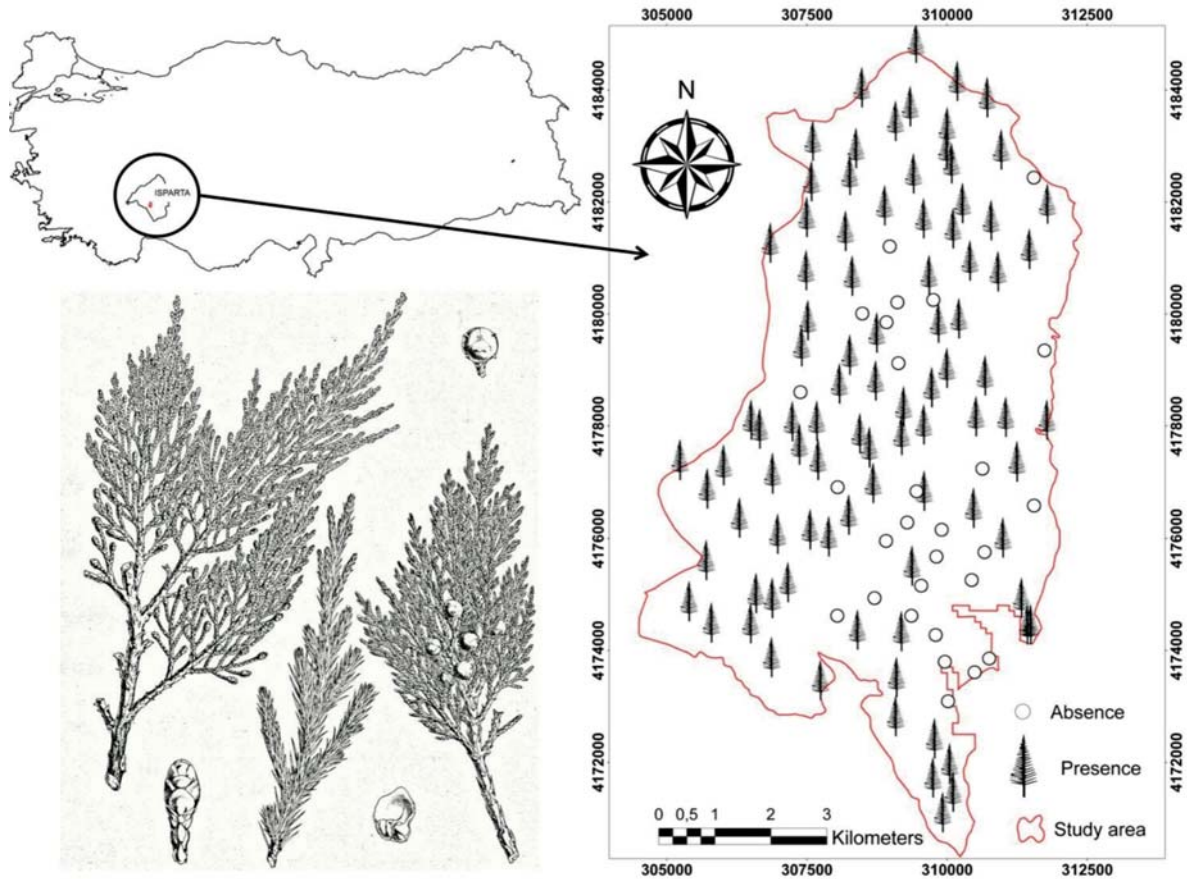 305000 307500 310000 312500
N
ISPARTA
4184000 4184000
4182000 4182000
4180000 4180000
4178000 4178000
4176000 4176000
4174000 4174000
4172000 4172000
Absence
Presence
Study area
0 0,5 1 2 3
Kilometers
305000 307500 310000 312500